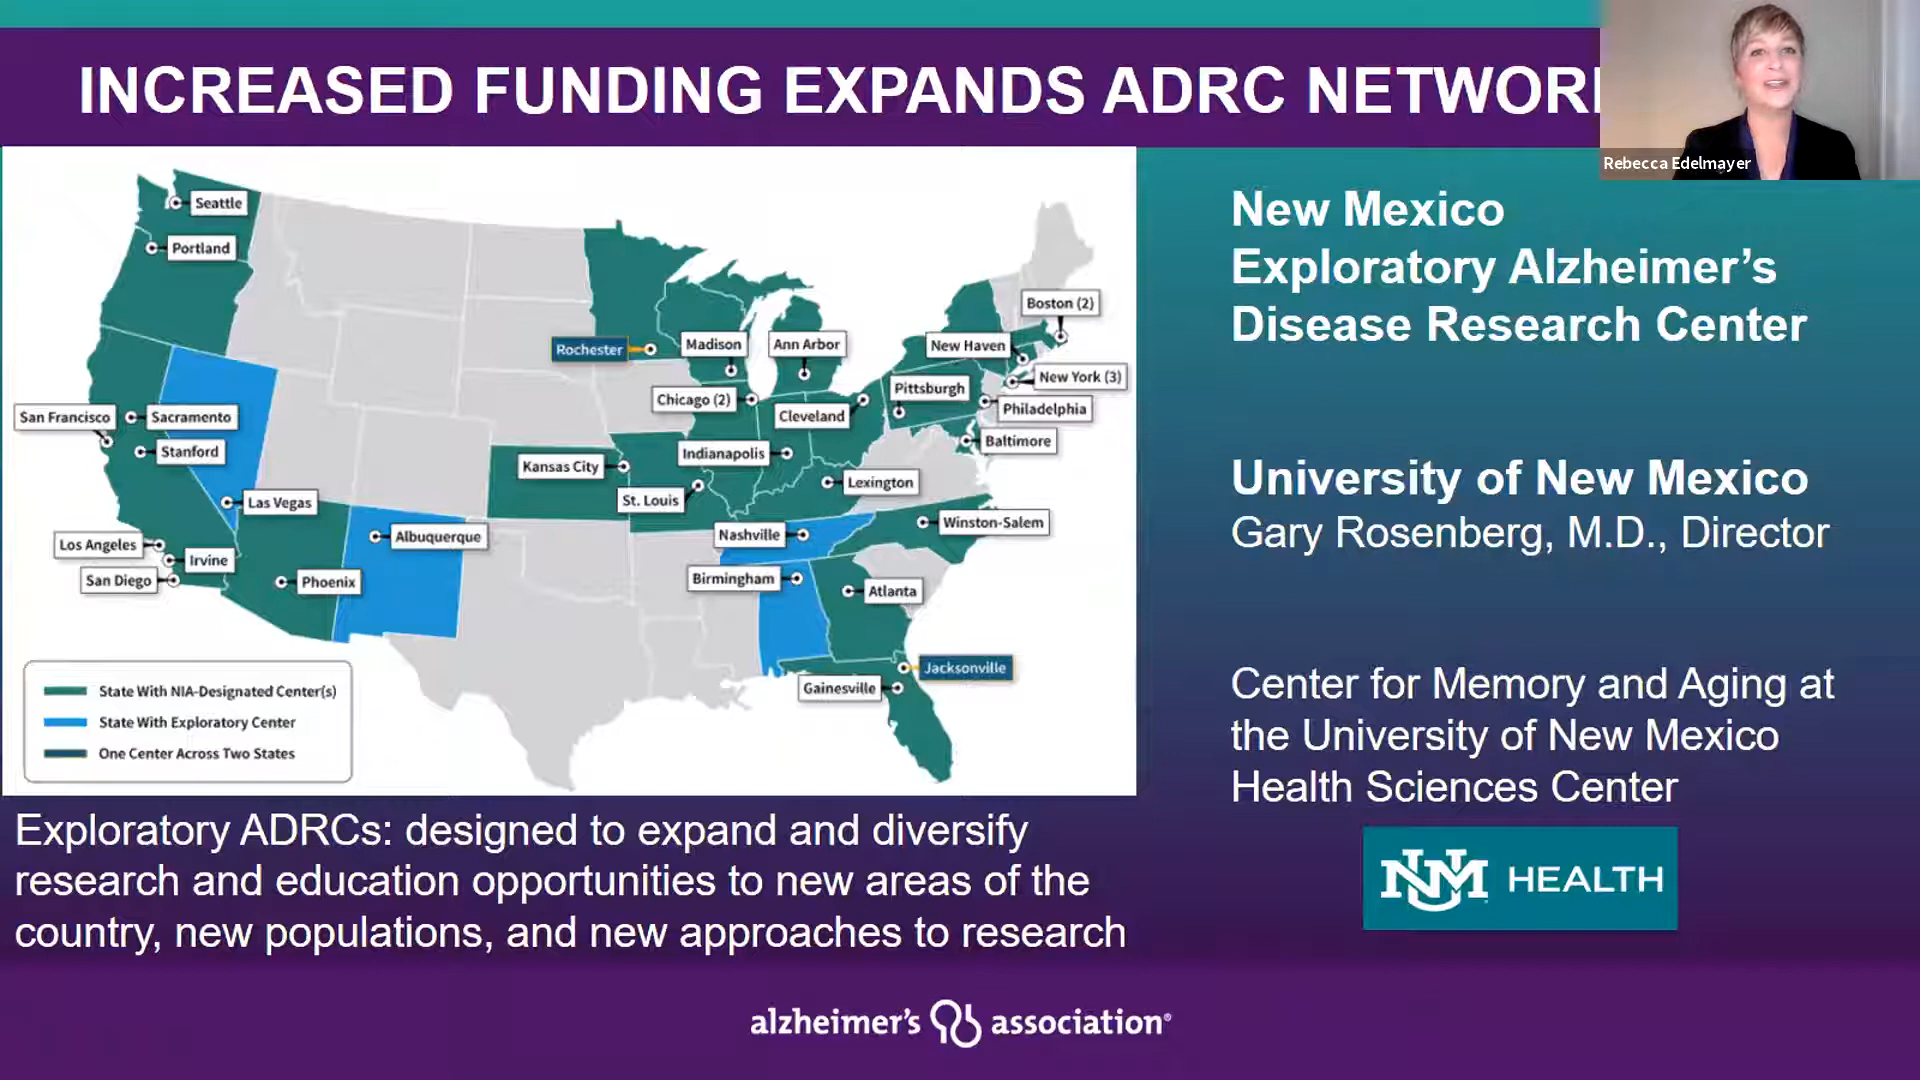 INCREASED FUNDING EXPANDS ADRC NETWOR
Rebecca Edelmayer
Seattle
Portland
San Francisco
Sacramento
Stanford
Las Vegas
Los Angeles
Irvine
San Diego
Phoenix
Albuquerque
Rochester
Madison
Ann Arbor
Chicago (2)
Cleveland
Indianapolis
Kansas City
St. Louis
Lexington
Nashville
Birmingham
Atlanta
Winston-Salem
Jacksonville
Gainesville
Boston (2)
New Haven
New York (3)
Pittsburgh
Philadelphia
Baltimore
State With NIA-Designated Center(s)
State With Exploratory Center
One Center Across Two States
New Mexico
Exploratory Alzheimer’s
Disease Research Center
University of New Mexico
Gary Rosenberg, M.D., Director
Center for Memory and Aging at
the University of New Mexico
Health Sciences Center
UNM HEALTH
Exploratory ADRCs: designed to expand and diversify
research and education opportunities to new areas of the
country, new populations, and new approaches to research
alzheimer's association®